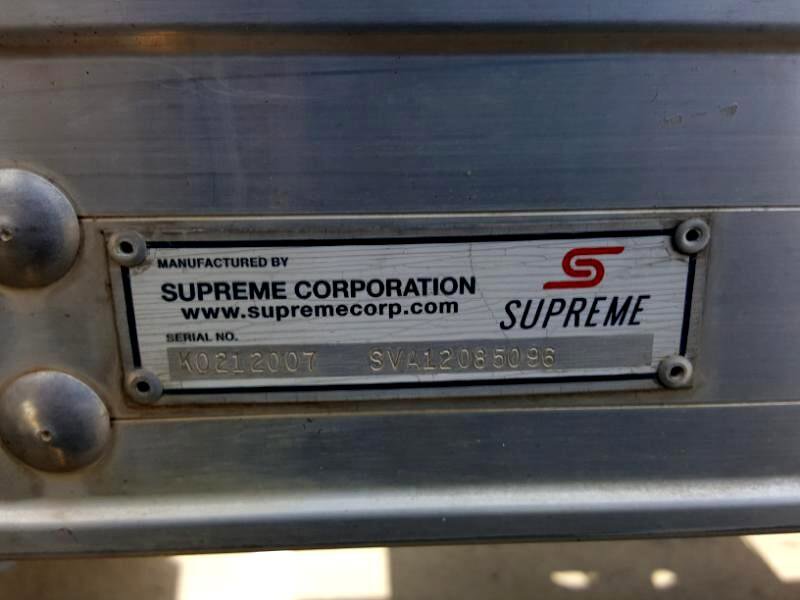 MANUFACTURED BY
SUPREME CORPORATION
www.supremecorp.com
SUPREME
SERIAL NO.
K0212007 SVA12085096